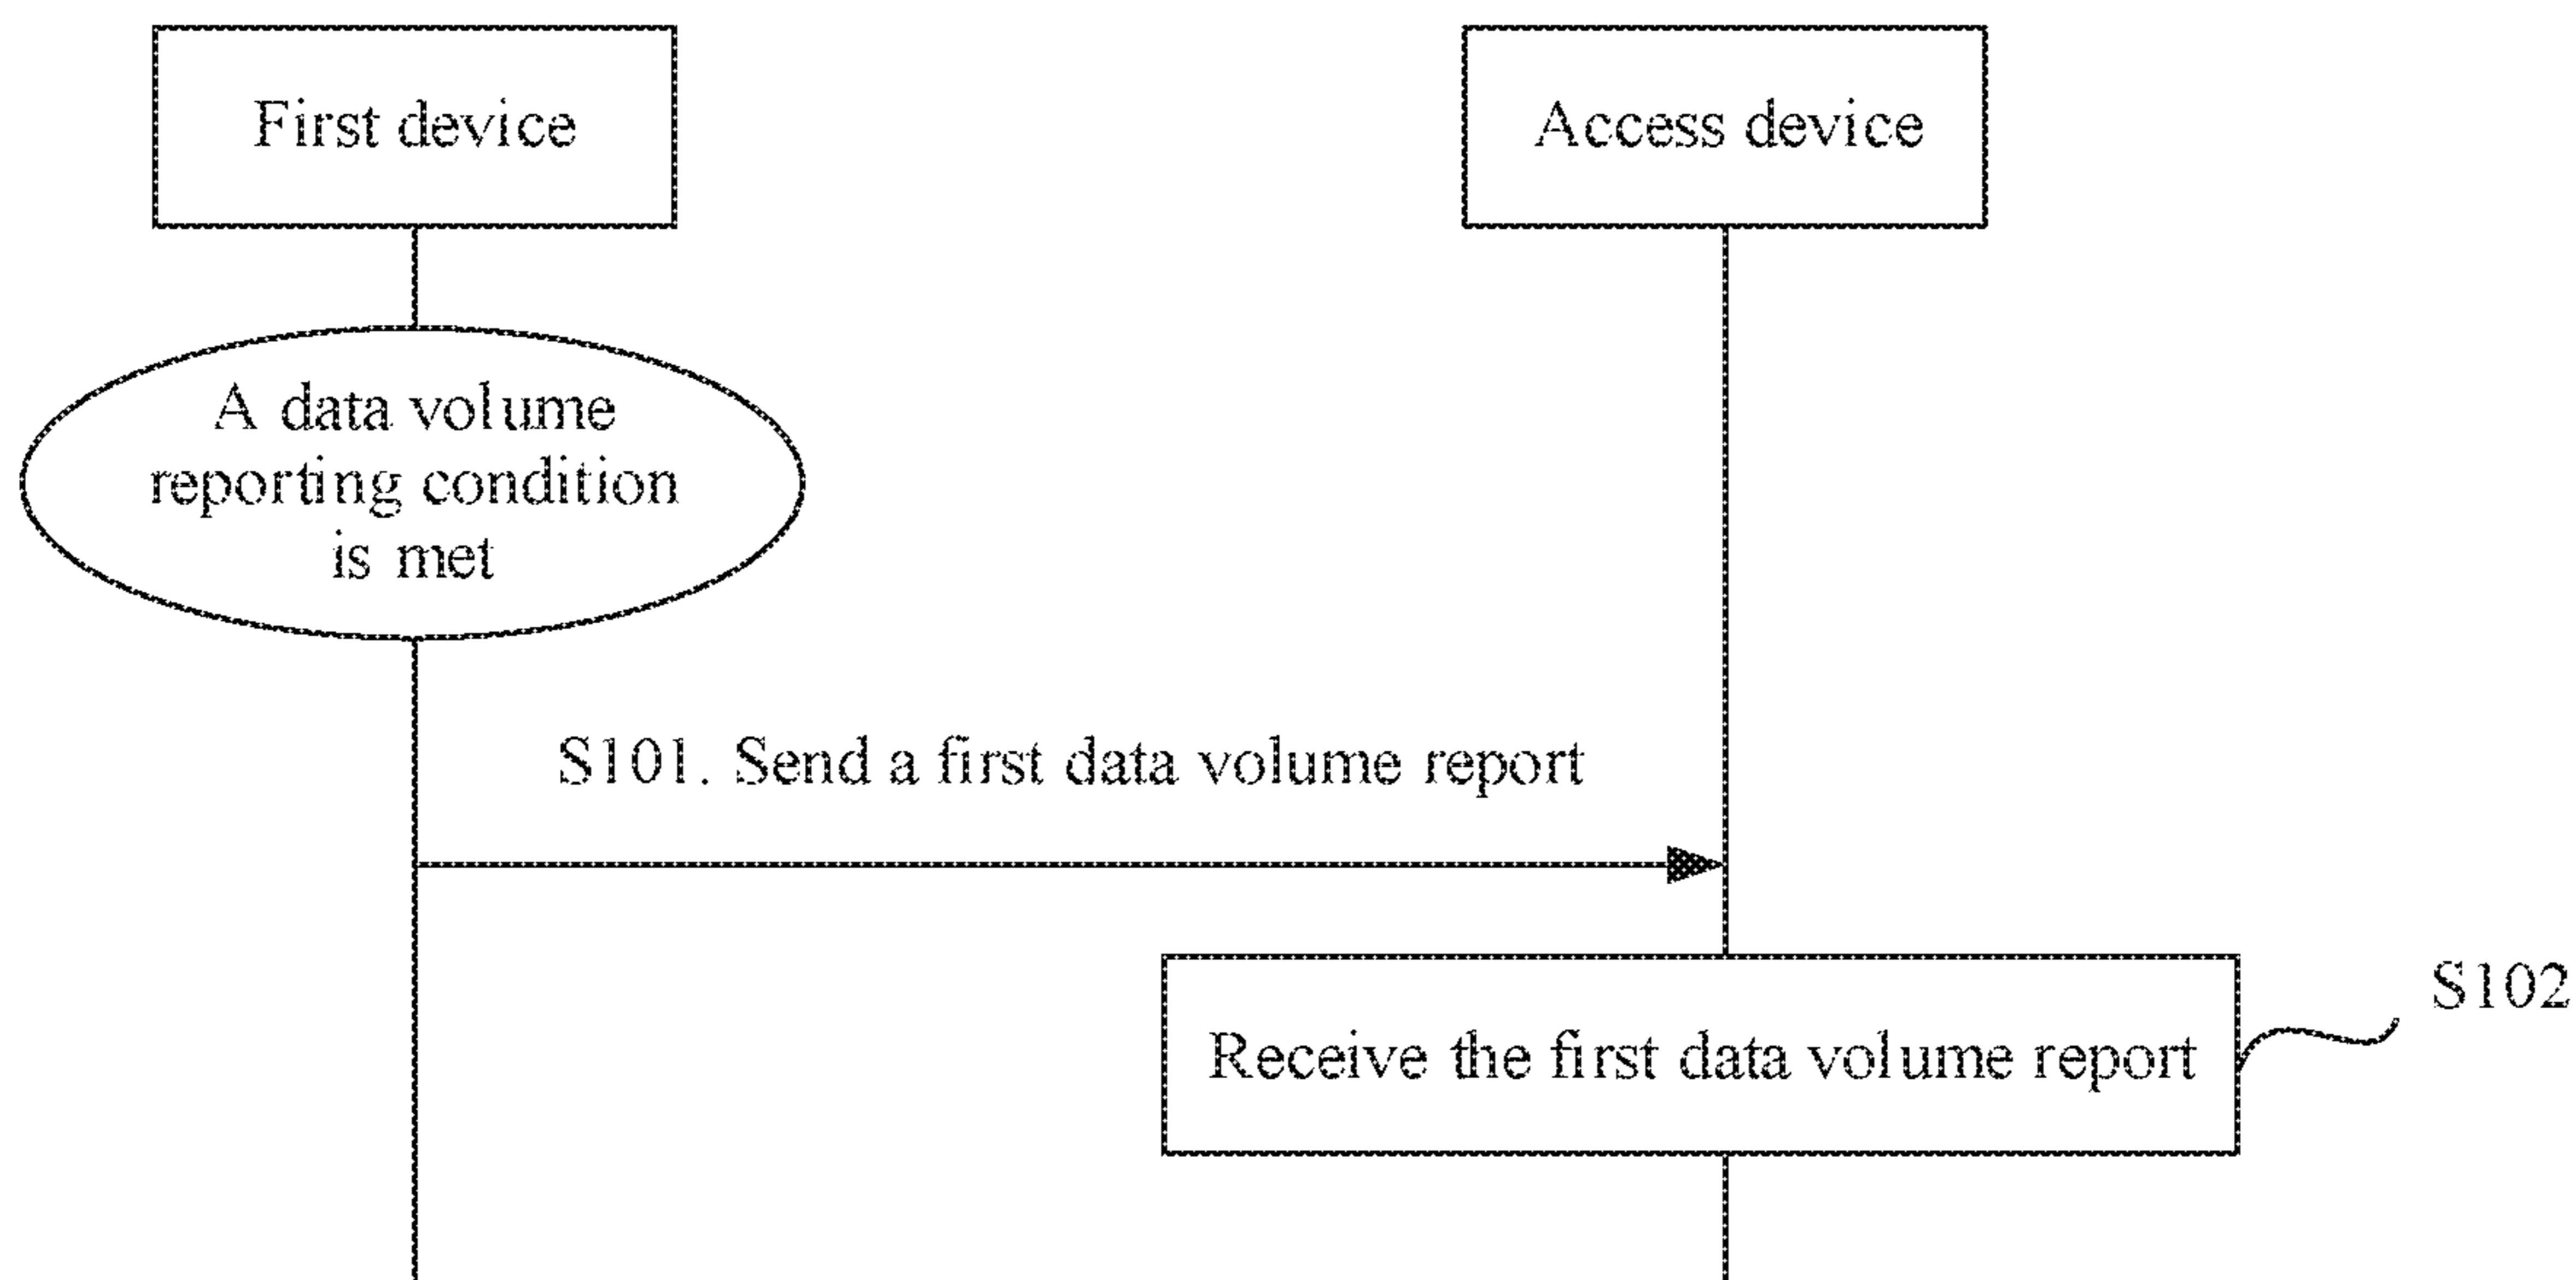 First device
Access device
A data volume
reporting condition
is met
S101. Send a first data volume report
S102
Receive the first data volume report